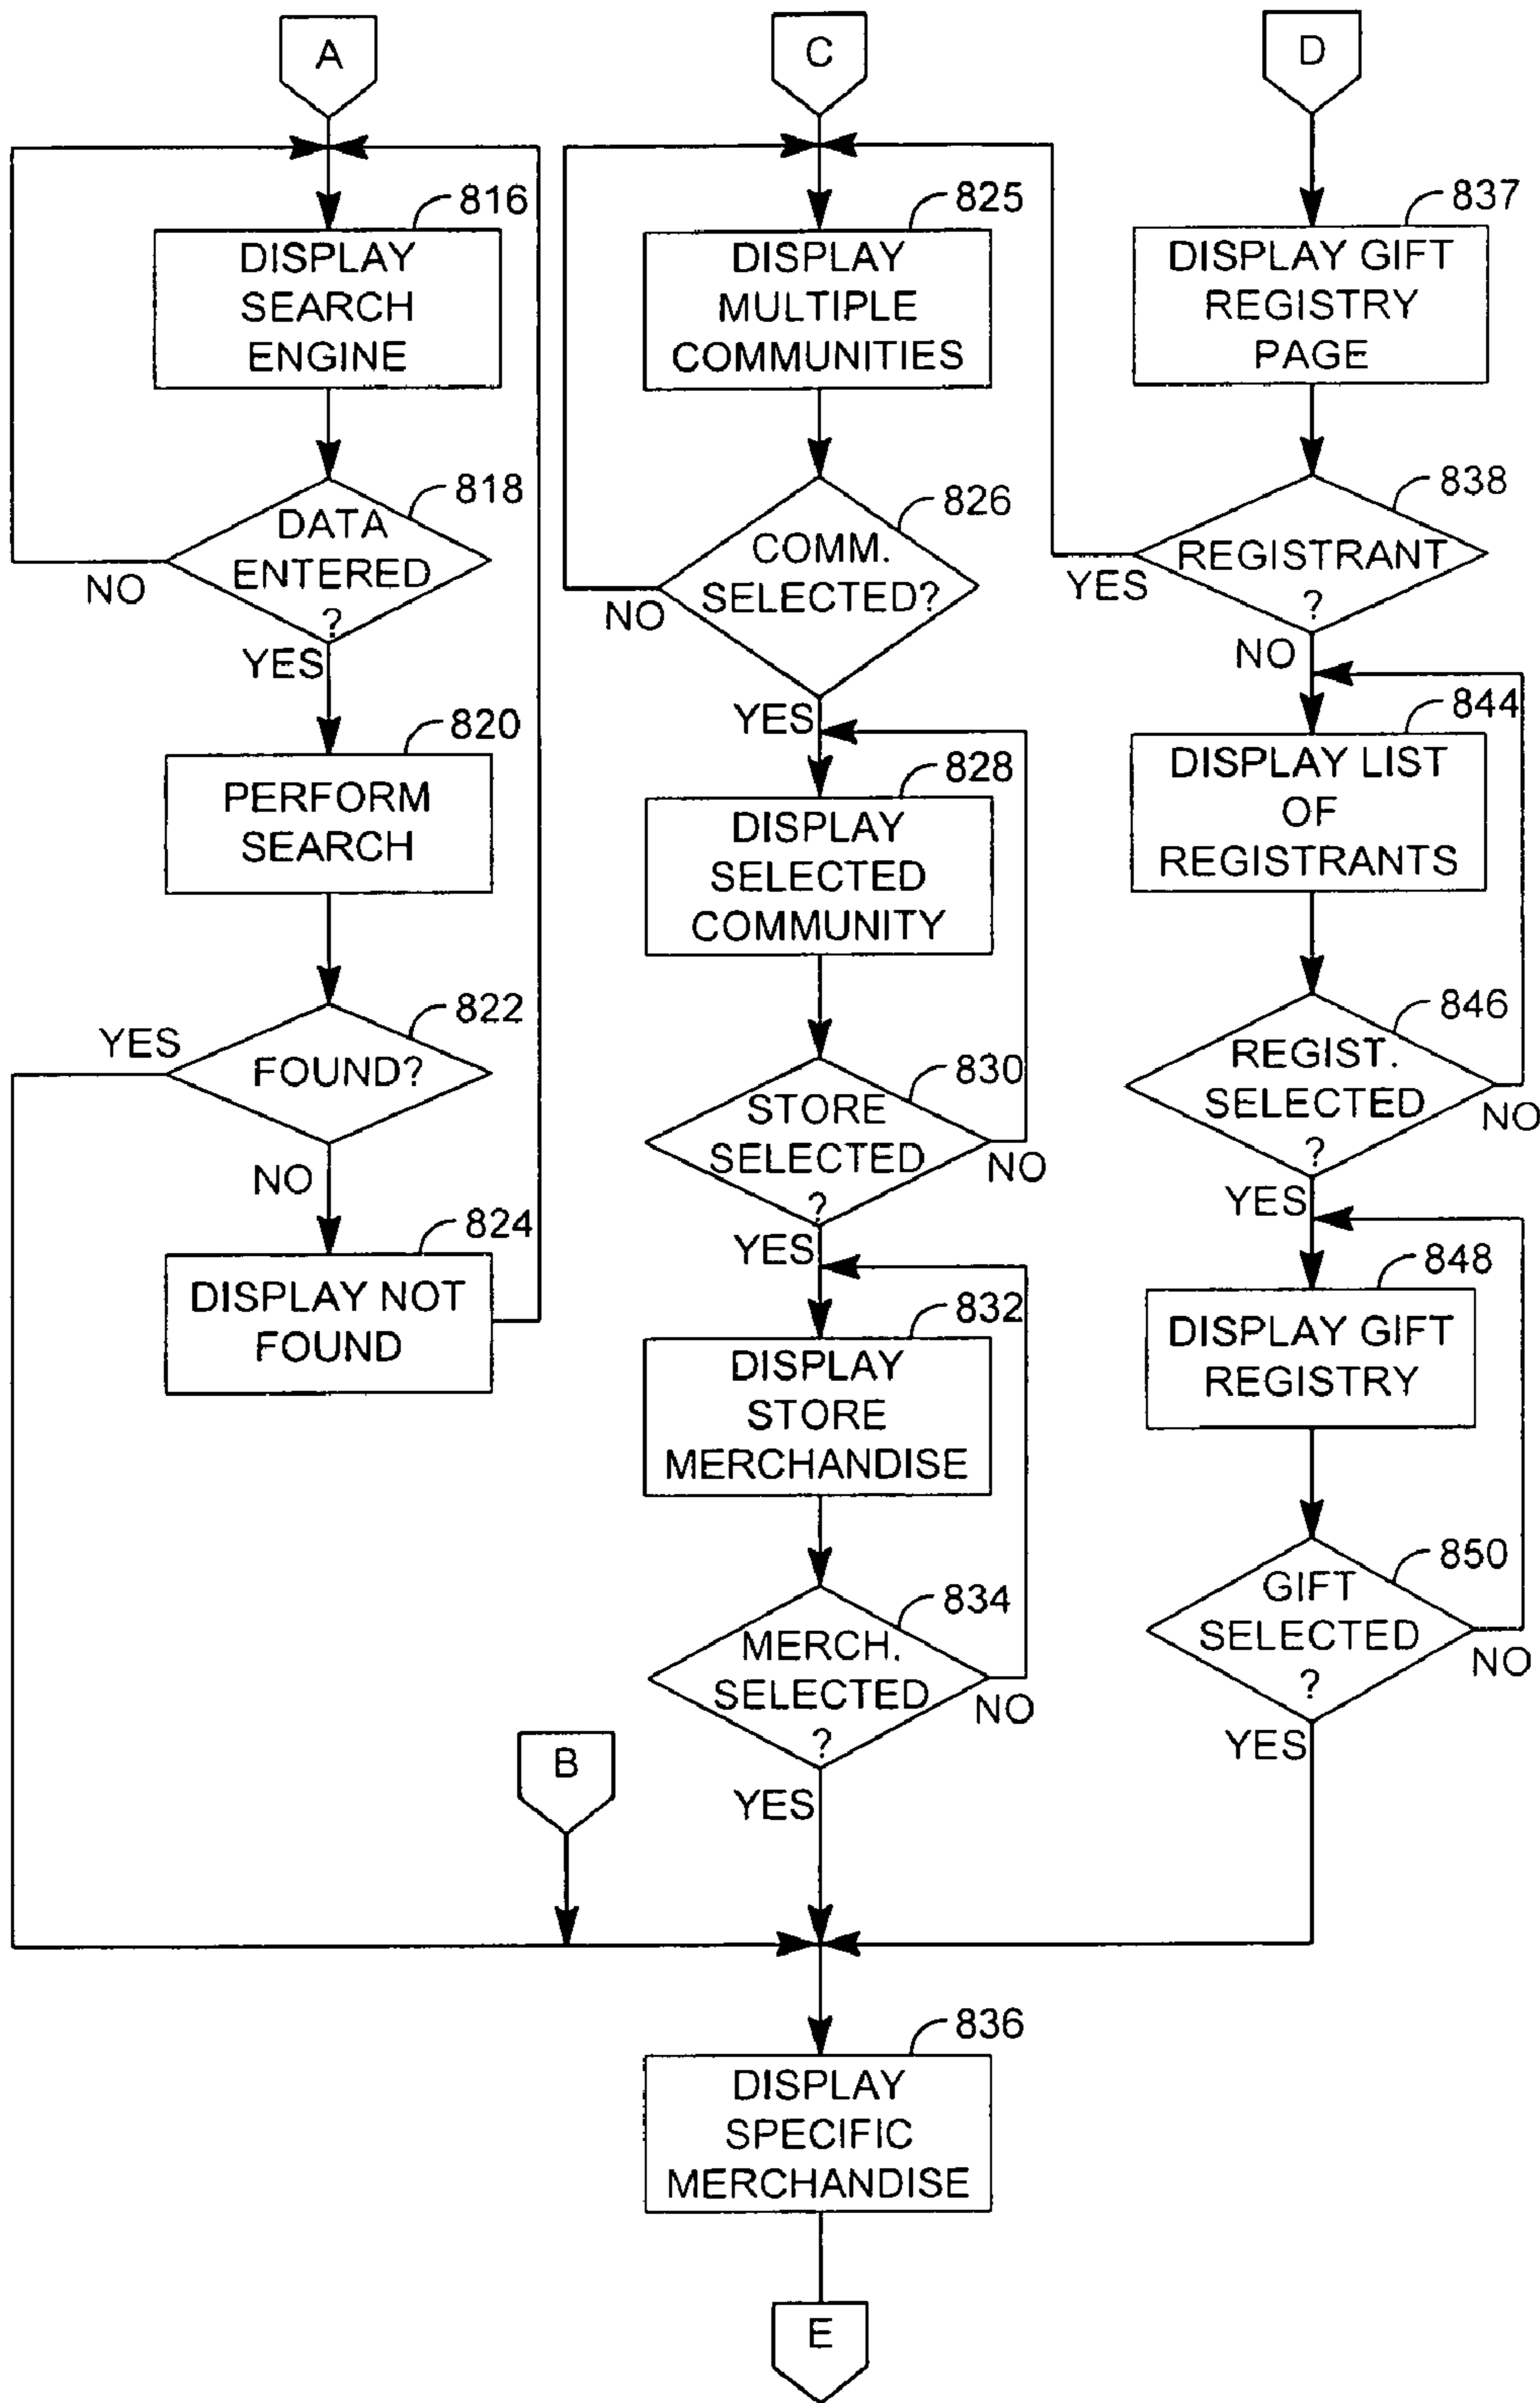 A
816
DISPLAY
SEARCH
ENGINE
818
DATA
ENTERED
?
NO
YES
820
PERFORM
SEARCH
822
YES
FOUND?
NO
824
DISPLAY NOT
FOUND
B
C
825
DISPLAY
MULTIPLE
COMMUNITIES
826
COMM.
SELECTED?
NO
YES
828
DISPLAY
SELECTED
COMMUNITY
830
STORE
SELECTED
?
NO
YES
832
DISPLAY
STORE
MERCHANDISE
834
MERCH.
SELECTED
?
NO
YES
836
DISPLAY
SPECIFIC
MERCHANDISE
E
D
837
DISPLAY GIFT
REGISTRY
PAGE
838
REGISTRANT
?
YES
NO
844
DISPLAY LIST
OF
REGISTRANTS
846
REGIST.
SELECTED
?
NO
YES
848
DISPLAY GIFT
REGISTRY
850
GIFT
SELECTED
?
NO
YES